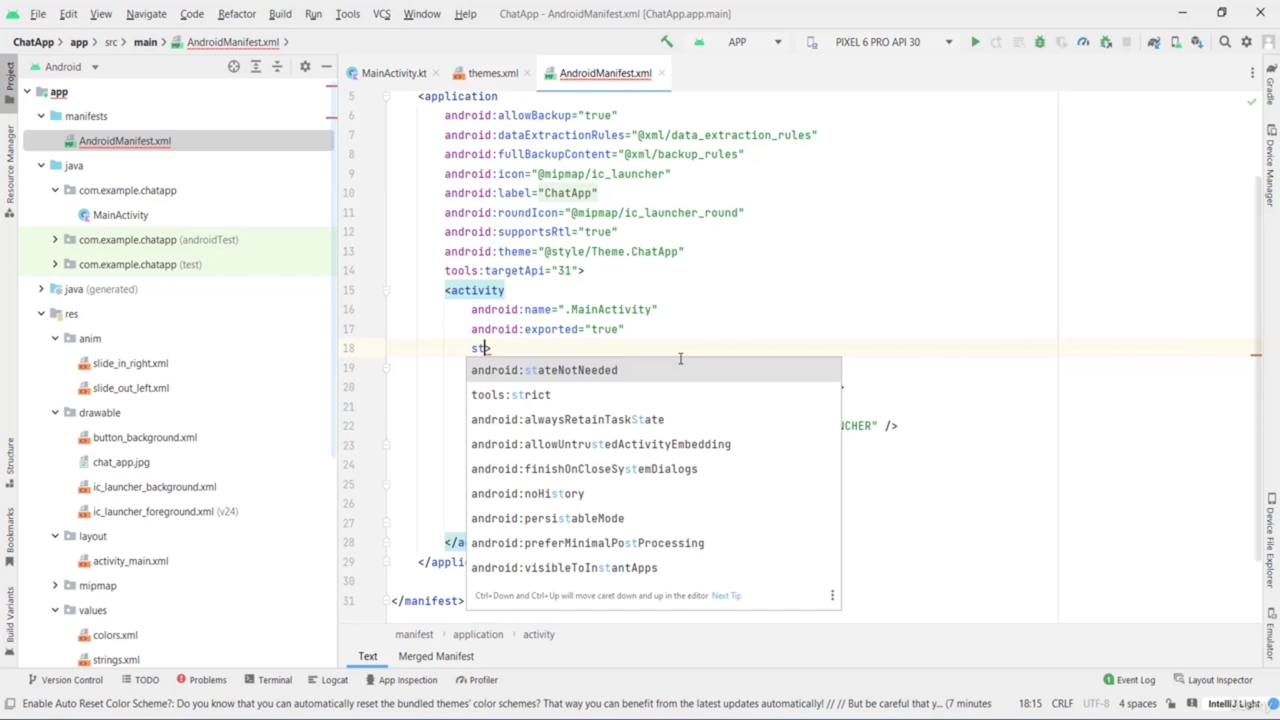 File Edit View Navigate Code Refactor Build Run Tools VCS Window Help ChatApp - AndroidManifest.xml [ChatApp.app.main]
ChatApp app src main AndroidManifest.xml APP PIXEL 6 PRO API 30
Android MainActivity.kt themes.xml AndroidManifest.xml
Project
Resource Manager
Structure
Bookmarks
Build Variants
app
manifests
AndroidManifest.xml
java
com.example.chatapp
MainActivity
com.example.chatapp (androidTest)
com.example.chatapp (test)
java (generated)
res
anim
slide_in_right.xml
slide_out_left.xml
drawable
button_background.xml
chat_app.jpg
ic_launcher_background.xml
ic_launcher_foreground.xml (v24)
layout
activity_main.xml
mipmap
values
colors.xml
strings.xml
5 <application
6 android:allowBackup="true"
7 android:dataExtractionRules="@xml/data_extraction_rules"
8 android:fullBackupContent="@xml/backup_rules"
9 android:icon="@mipmap/ic_launcher"
10 android:label="ChatApp"
11 android:roundIcon="@mipmap/ic_launcher_round"
12 android:supportsRtl="true"
13 android:theme="@style/Theme.ChatApp"
14 tools:targetApi="31">
15 <activity
16 android:name=".MainActivity"
17 android:exported="true"
18 st>
19
20
21
22 NCHER" />
23
24
25
26
27
28 </a
29 </appli
30
31 </manifest>
android:stateNotNeeded
tools:strict
android:alwaysRetainTaskState
android:allowUntrustedActivityEmbedding
android:finishOnCloseSystemDialogs
android:noHistory
android:persistableMode
android:preferMinimalPostProcessing
android:visibleToInstantApps
Ctrl+Down and Ctrl+Up will move caret down and up in the editor Next Tip
manifest application activity
Text Merged Manifest
Gradle
Device Manager
Device File Explorer
Emulator
Version Control TODO Problems Terminal Logcat App Inspection Profiler Event Log Layout Inspector
Enable Auto Reset Color Scheme?: Do you know that you can automatically reset the bundled themes' color schemes? That way you can benefit from the latest updates automatically! // // But be careful that y... (7 minutes 18:15 CRLF UTF-8 4 spaces IntelliJ Light